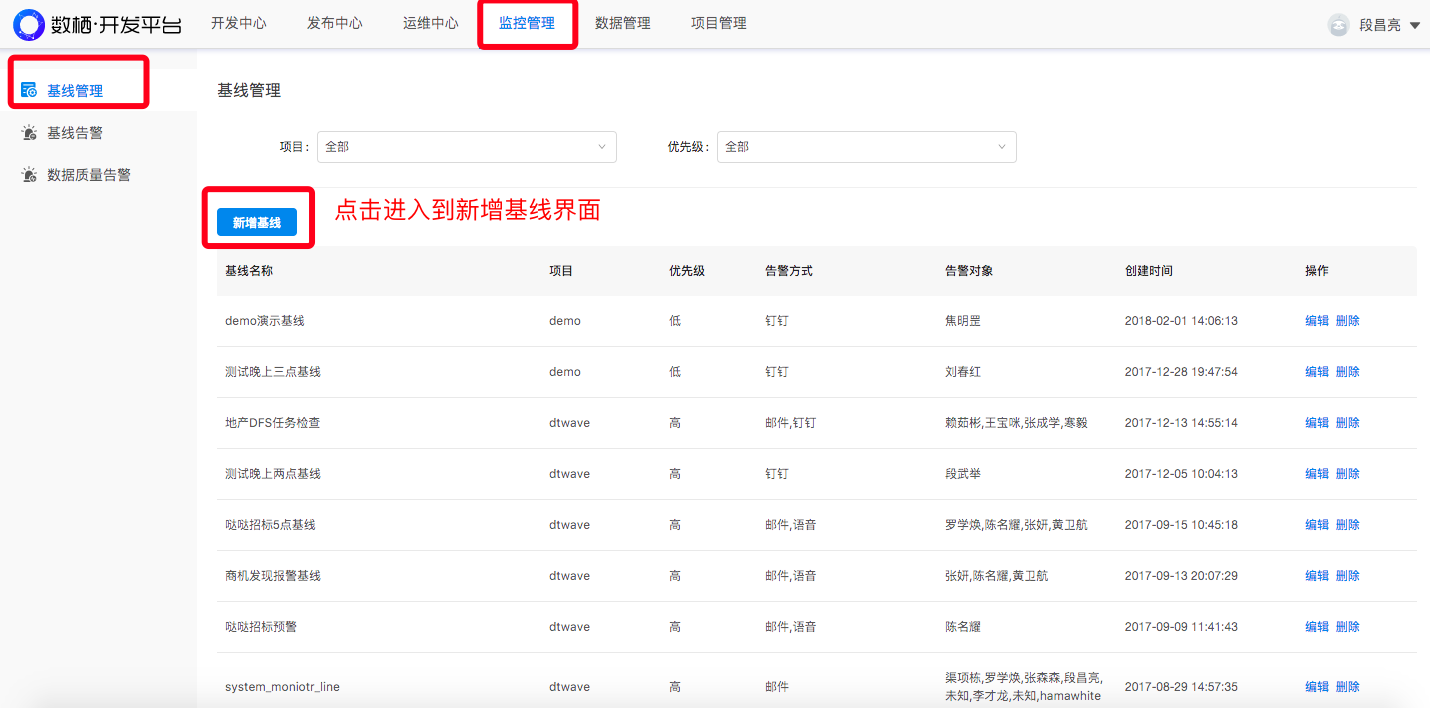 数栖·开发平台 开发中心 发布中心 运维中心 监控管理 数据管理 项目管理 段昌亮
基线管理
基线告警
数据质量告警
基线管理
项目: 全部 优先级: 全部
新增基线 点击进入到新增基线界面
基线名称 项目 优先级 告警方式 告警对象 创建时间 操作
demo演示基线 demo 低 钉钉 焦明罡 2018-02-01 14:06:13 编辑 删除
测试晚上三点基线 demo 低 钉钉 刘春红 2017-12-28 19:47:54 编辑 删除
地产DFS任务检查 dtwave 高 邮件,钉钉 赖茹彬,王宝咪,张成学,寒毅 2017-12-13 14:55:14 编辑 删除
测试晚上两点基线 dtwave 高 钉钉 段武举 2017-12-05 10:04:13 编辑 删除
哒哒招标5点基线 dtwave 高 邮件,语音 罗学焕,陈名耀,张妍,黄卫航 2017-09-15 10:45:18 编辑 删除
商机发现报警基线 dtwave 高 邮件,语音 张妍,陈名耀,黄卫航 2017-09-13 20:07:29 编辑 删除
哒哒招标预警 dtwave 高 邮件,语音 陈名耀 2017-09-09 11:41:43 编辑 删除
system_moniotr_line dtwave 高 邮件 渠项栋,罗学焕,张森森,段昌亮, 2017-08-29 14:57:35 编辑 删除
未知,李才龙,未知,hamawhite